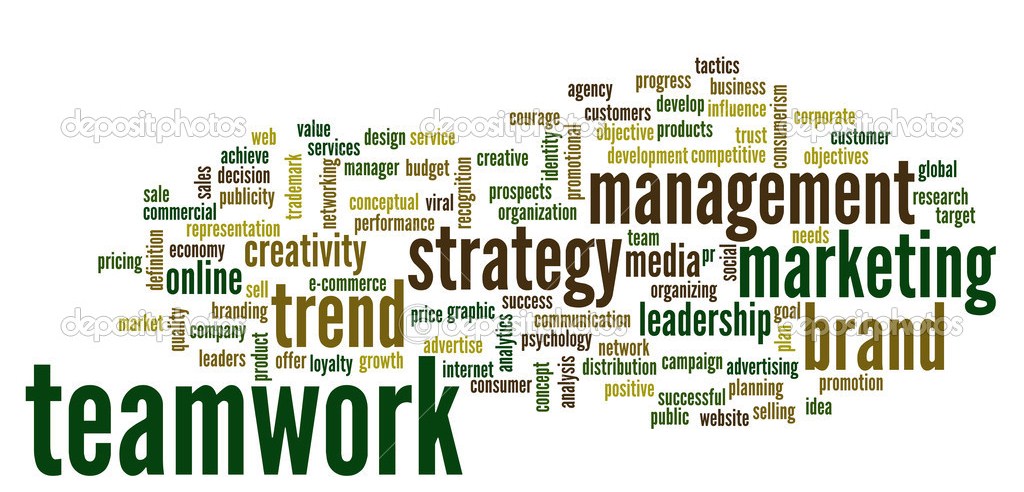 tactics
progress
business
agency
customers
develop
influence
consumerism
corporate
customer
courage
objective
products
trust
depositphotos
depositphotos
depositphotos
web
value
services
design
service
identity
promotional
development
competitive
objectives
achieve
decision
manager
budget
creative
sales
publicity
trademark
networking
recognition
management
global
research
target
sale
commercial
conceptual
viral
prospects
organization
representation
performance
needs
definition
economy
creativity
strategy
team
media
pr
social
marketing
pricing
online
sell
e-commerce
organizing
branding
trend
price
graphic
success
communication
leadership
goal
plan
brand
market
quality
company
product
depositphotos
depositphotos
depositphotos
advertise
analytics
psychology
network
leaders
offer
loyalty
growth
internet
consumer
concept
analysis
distribution
campaign
advertising
positive
successful
planning
promotion
public
website
selling
idea
teamwork